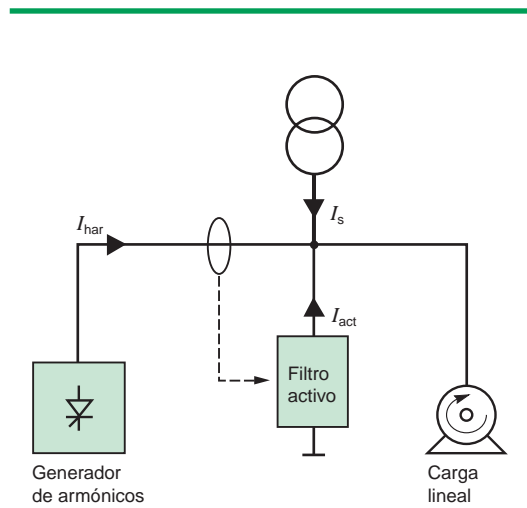 I_s
I_har
I_act
Filtro
activo
Generador
de armónicos
Carga
lineal